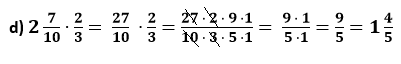 d) 2 7/10 · 2/3 = 27/10 · 2/3 = 27 · 2 · 9 · 1/10 · 3 · 5 · 1 = 9 · 1/5 · 1 = 9/5 = 1 4/5